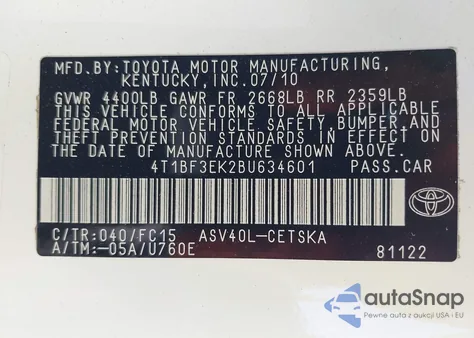 MFD.BY:TOYOTA MOTOR MANUFACTURING,
KENTUCKY,INC.07/10
GVWR 4400LB GAWR FR 2668LB RR 2359LB
THIS VEHICLE CONFORMS TO ALL APPLICABLE
FEDERAL MOTOR VEHICLE SAFETY,BUMPER,AND
THEFT PREVENTION STANDARDS IN EFFECT ON
THE DATE OF MANUFACTURE SHOWN ABOVE.
4T1BF3EK2BU634601 PASS.CAR
C/TR:040/FC15 ASV40L-CETSKA
A/TM:-05A/U760E 81122
TOYOTA
autoSnap
Pewne auta z aukcji USA i EU